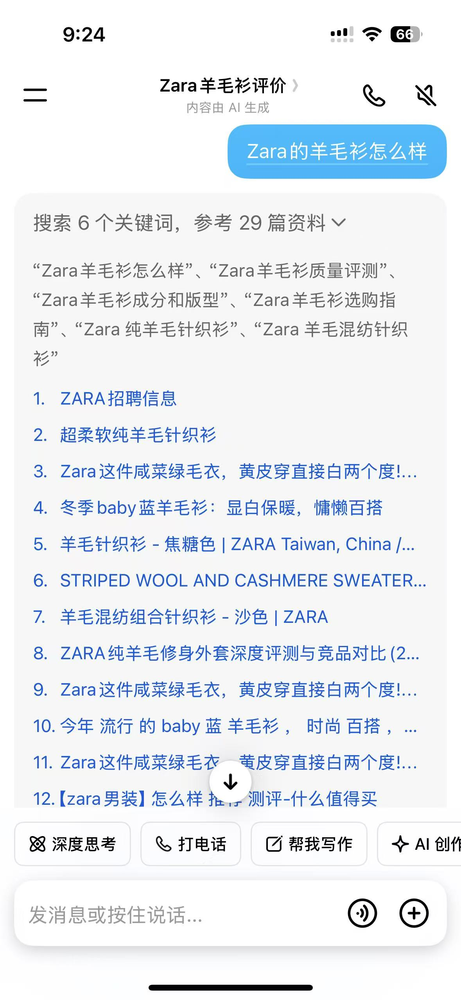 9:24
66
Zara羊毛衫评价
内容由 AI 生成
Zara的羊毛衫怎么样
搜索 6 个关键词，参考 29 篇资料
“Zara羊毛衫怎么样”、“Zara羊毛衫质量评测”、
“Zara羊毛衫成分和版型”、“Zara羊毛衫选购指
南”、“Zara 纯羊毛针织衫”、“Zara 羊毛混纺针织
衫”
1. ZARA招聘信息
2. 超柔软纯羊毛针织衫
3. Zara这件咸菜绿毛衣，黄皮穿直接白两个度!...
4. 冬季baby蓝羊毛衫：显白保暖，慵懒百搭
5. 羊毛针织衫 - 焦糖色 | ZARA Taiwan, China /...
6. STRIPED WOOL AND CASHMERE SWEATER...
7. 羊毛混纺组合针织衫 - 沙色 | ZARA
8. ZARA纯羊毛修身外套深度评测与竞品对比(2...
9. Zara这件咸菜绿毛衣，黄皮穿直接白两个度!...
10. 今年 流行 的 baby 蓝 羊毛衫 ， 时尚 百搭 ，...
11. Zara这件咸菜绿毛衣 黄皮穿直接白两个度!...
12.【zara男装】怎么样 推荐 测评-什么值得买
深度思考
打电话
帮我写作
AI 创作
发消息或按住说话...